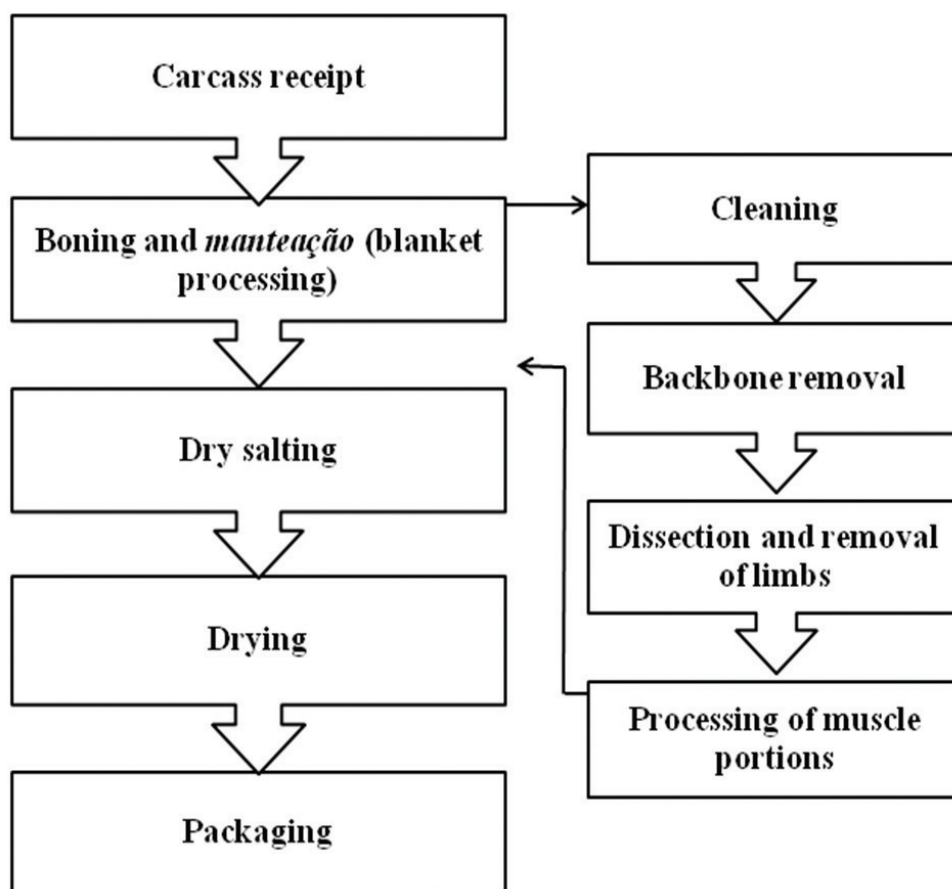 Carcass receipt
Boning and manteação (blanket
processing)
Dry salting
Drying
Packaging
Cleaning
Backbone removal
Dissection and removal
of limbs
Processing of muscle
portions